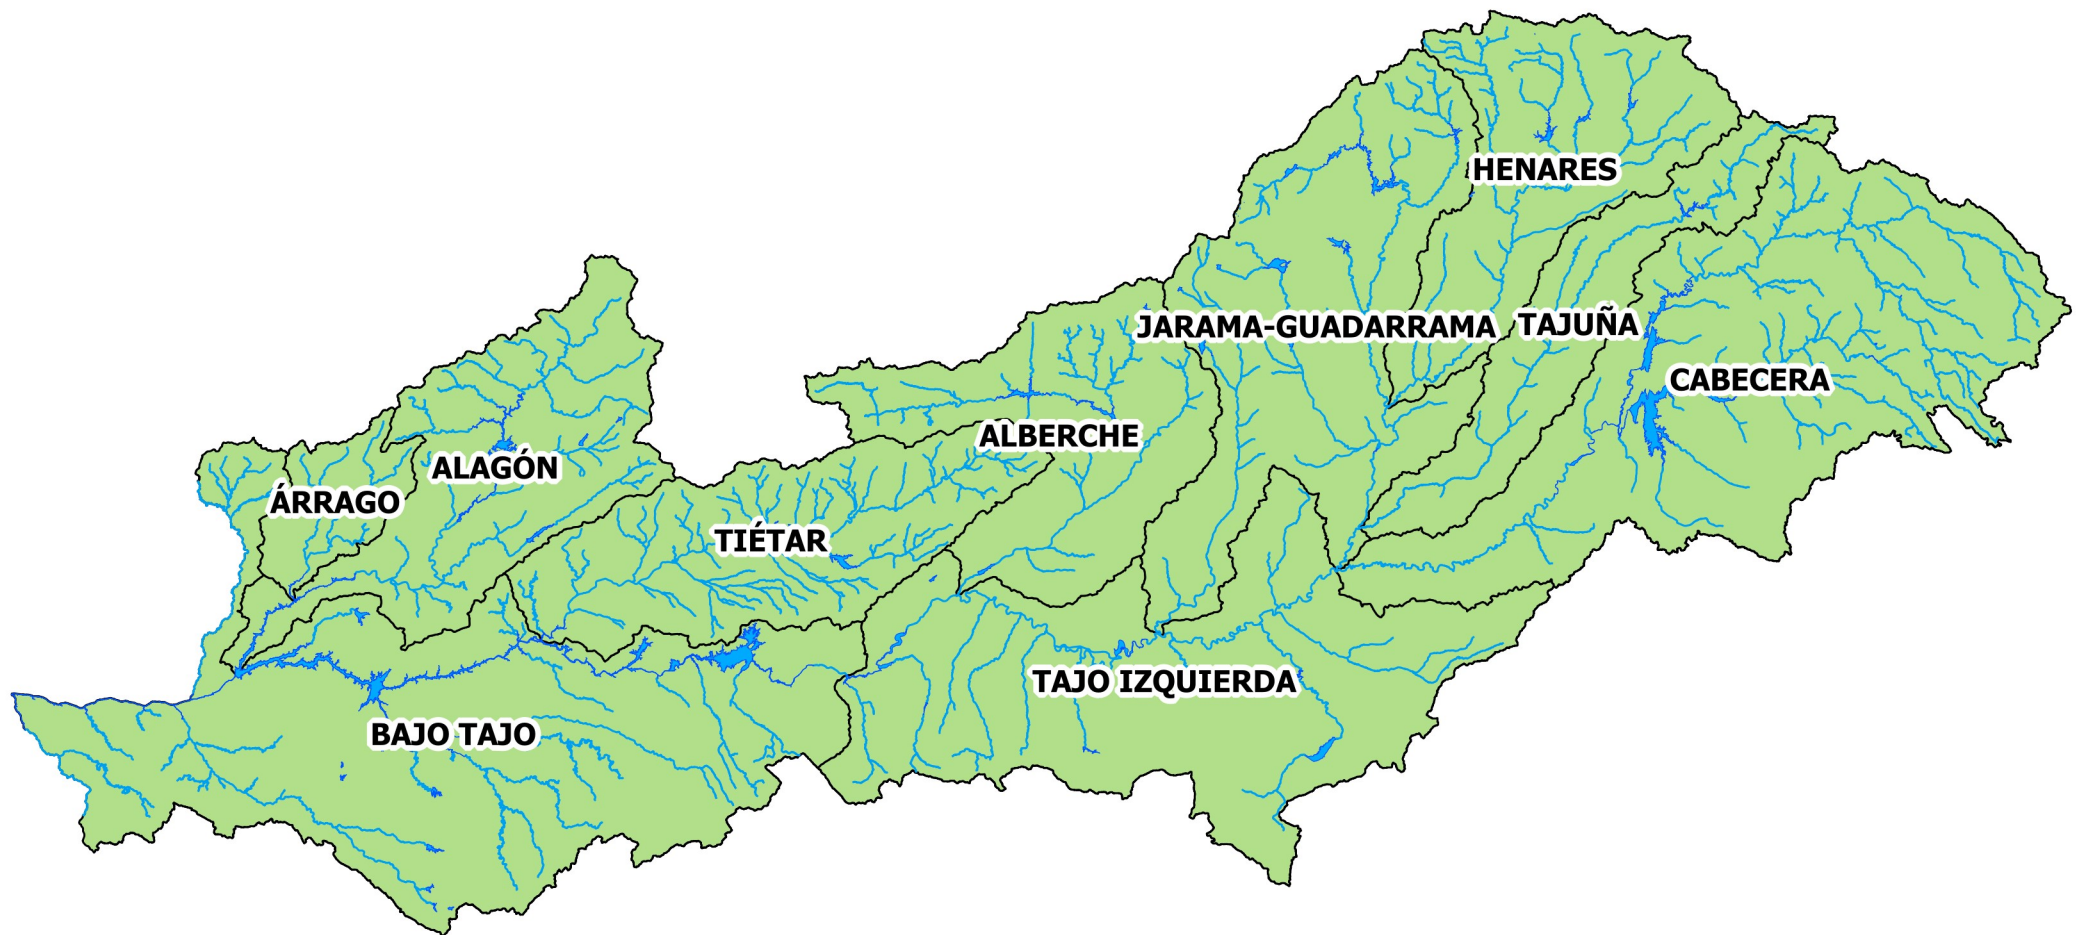 HENARES
JARAMA-GUADARRAMA
TAJUÑA
CABECERA
ALBERCHE
ALAGÓN
ÁRRAGO
TIÉTAR
TAJO IZQUIERDA
BAJO TAJO